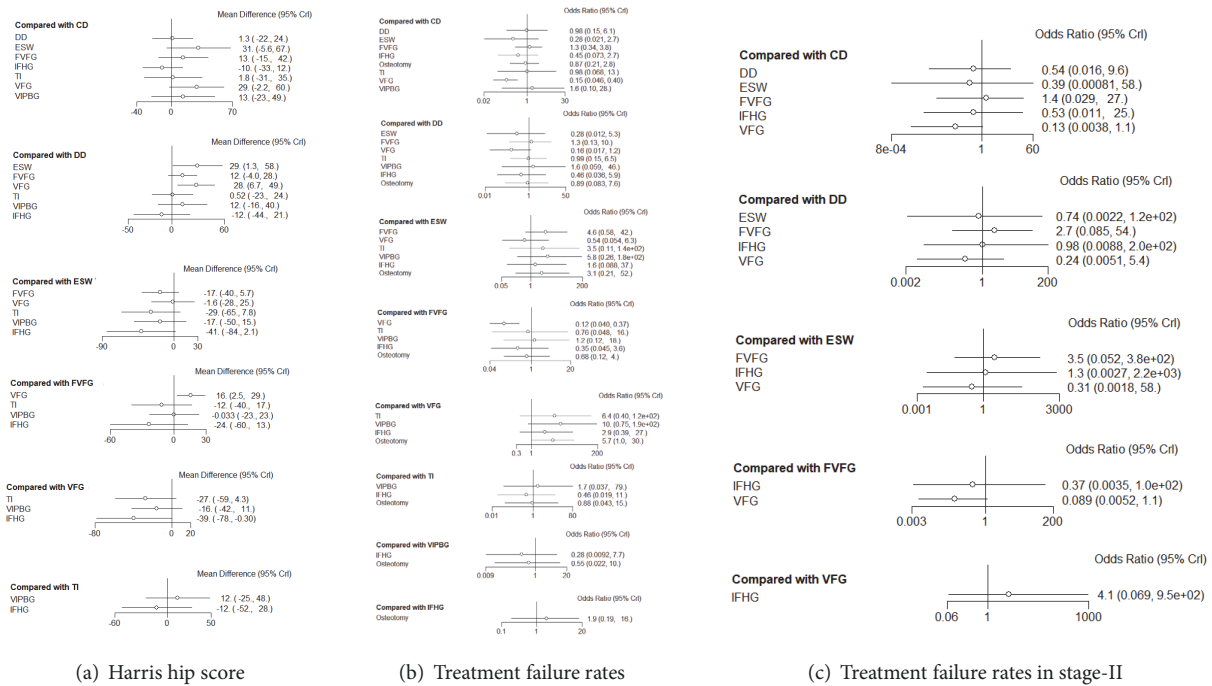 Mean Difference (95% CrI)
Compared with CD
DD 1.3 (-22., 24.)
ESW 31. (-5.6, 67.)
FVFG 13. (-15., 42.)
IFHG -10. (-33., 12.)
TI 1.8 (-31., 35.)
VFG 29. (-2.2, 60.)
VIPBG 13. (-23., 49.)
-40 0 70
Mean Difference (95% CrI)
Compared with DD
ESW 29. (1.3, 58.)
FVFG 12. (-4.0, 28.)
VFG 28. (6.7, 49.)
TI 0.52 (-23., 24.)
VIPBG 12. (-16., 40.)
IFHG -12. (-44., 21.)
-50 0 60
Mean Difference (95% CrI)
Compared with ESW
FVFG -17. (-40., 5.7)
VFG -1.6 (-28., 25.)
TI -29. (-65., 7.8)
VIPBG -17. (-50., 15.)
IFHG -41. (-84., 2.1)
-90 0 30
Mean Difference (95% CrI)
Compared with FVFG
VFG 16. (2.5, 29.)
TI -12. (-40., 17.)
VIPBG -0.033 (-23., 23.)
IFHG -24. (-60., 13.)
-60 0 30
Mean Difference (95% CrI)
Compared with VFG
TI -27. (-59., 4.3)
VIPBG -16. (-42., 11.)
IFHG -39. (-78., -0.30)
-80 0 20
Mean Difference (95% CrI)
Compared with TI
VIPBG 12. (-25., 48.)
IFHG -12. (-52., 28.)
-60 0 50
(a) Harris hip score
Odds Ratio (95% CrI)
Compared with CD
DD 0.98 (0.15, 6.1)
ESW 0.28 (0.021, 2.7)
FVFG 1.3 (0.34, 3.8)
IFHG 0.45 (0.073, 2.7)
Osteotomy 0.87 (0.21, 2.8)
TI 0.98 (0.068, 13.)
VFG 0.15 (0.046, 0.40)
VIPBG 1.6 (0.10, 28.)
0.02 1 30
Odds Ratio (95% CrI)
Compared with DD
ESW 0.28 (0.012, 5.3)
FVFG 1.3 (0.13, 10.)
VFG 0.16 (0.017, 1.2)
TI 0.99 (0.15, 6.5)
VIPBG 1.6 (0.059, 46.)
IFHG 0.46 (0.036, 5.9)
Osteotomy 0.89 (0.083, 7.6)
0.01 1 50
Odds Ratio (95% CrI)
Compared with ESW
FVFG 4.6 (0.58, 42.)
VFG 0.54 (0.054, 6.3)
TI 3.5 (0.11, 1.4e+02)
VIPBG 5.8 (0.26, 1.8e+02)
IFHG 1.6 (0.088, 37.)
Osteotomy 3.1 (0.21, 52.)
0.05 1 200
Odds Ratio (95% CrI)
Compared with FVFG
VFG 0.12 (0.040, 0.37)
TI 0.76 (0.048, 16.)
VIPBG 1.2 (0.12, 18.)
IFHG 0.35 (0.045, 3.6)
Osteotomy 0.68 (0.12, 4.)
0.04 1 20
Odds Ratio (95% CrI)
Compared with VFG
TI 6.4 (0.40, 1.2e+02)
VIPBG 10. (0.75, 1.9e+02)
IFHG 2.9 (0.39, 27.)
Osteotomy 5.7 (1.0, 30.)
0.3 1 200
Odds Ratio (95% CrI)
Compared with TI
VIPBG 1.7 (0.037, 79.)
IFHG 0.46 (0.019, 11.)
Osteotomy 0.88 (0.043, 15.)
0.01 1 80
Odds Ratio (95% CrI)
Compared with VIPBG
IFHG 0.28 (0.0092, 7.7)
Osteotomy 0.55 (0.022, 10.)
0.009 1 20
Odds Ratio (95% CrI)
Compared with IFHG
Osteotomy 1.9 (0.19, 16.)
0.1 1 20
(b) Treatment failure rates
Odds Ratio (95% CrI)
Compared with CD
DD 0.54 (0.016, 9.6)
ESW 0.39 (0.00081, 58.)
FVFG 1.4 (0.029, 27.)
IFHG 0.53 (0.011, 25.)
VFG 0.13 (0.0038, 1.1)
8e-04 1 60
Odds Ratio (95% CrI)
Compared with DD
ESW 0.74 (0.0022, 1.2e+02)
FVFG 2.7 (0.085, 54.)
IFHG 0.98 (0.0088, 2.0e+02)
VFG 0.24 (0.0051, 5.4)
0.002 1 200
Odds Ratio (95% CrI)
Compared with ESW
FVFG 3.5 (0.052, 3.8e+02)
IFHG 1.3 (0.0027, 2.2e+03)
VFG 0.31 (0.0018, 58.)
0.001 1 3000
Odds Ratio (95% CrI)
Compared with FVFG
IFHG 0.37 (0.0035, 1.0e+02)
VFG 0.089 (0.0052, 1.1)
0.003 1 200
Odds Ratio (95% CrI)
Compared with VFG
IFHG 4.1 (0.069, 9.5e+02)
0.06 1 1000
(c) Treatment failure rates in stage-II